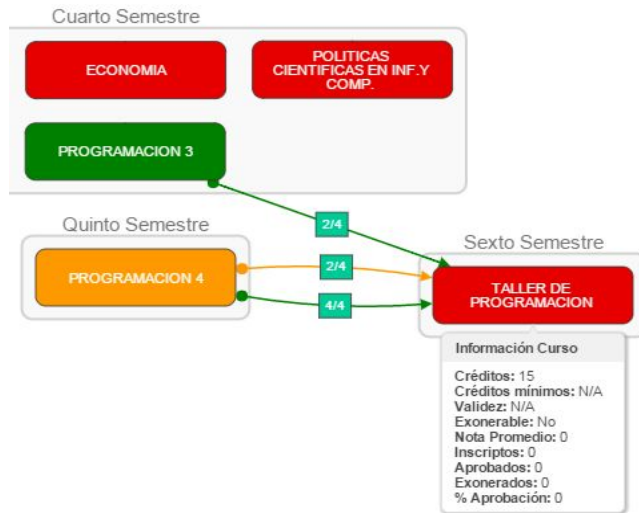 Cuarto Semestre
ECONOMIA
POLITICAS
CIENTIFICAS EN INF.Y
COMP.
PROGRAMACION 3
2/4
Quinto Semestre
PROGRAMACION 4
2/4
4/4
Sexto Semestre
TALLER DE
PROGRAMACION
Información Curso
Créditos: 15
Créditos mínimos: N/A
Validez: N/A
Exonerable: No
Nota Promedio: 0
Inscriptos: 0
Aprobados: 0
Exonerados: 0
% Aprobación: 0